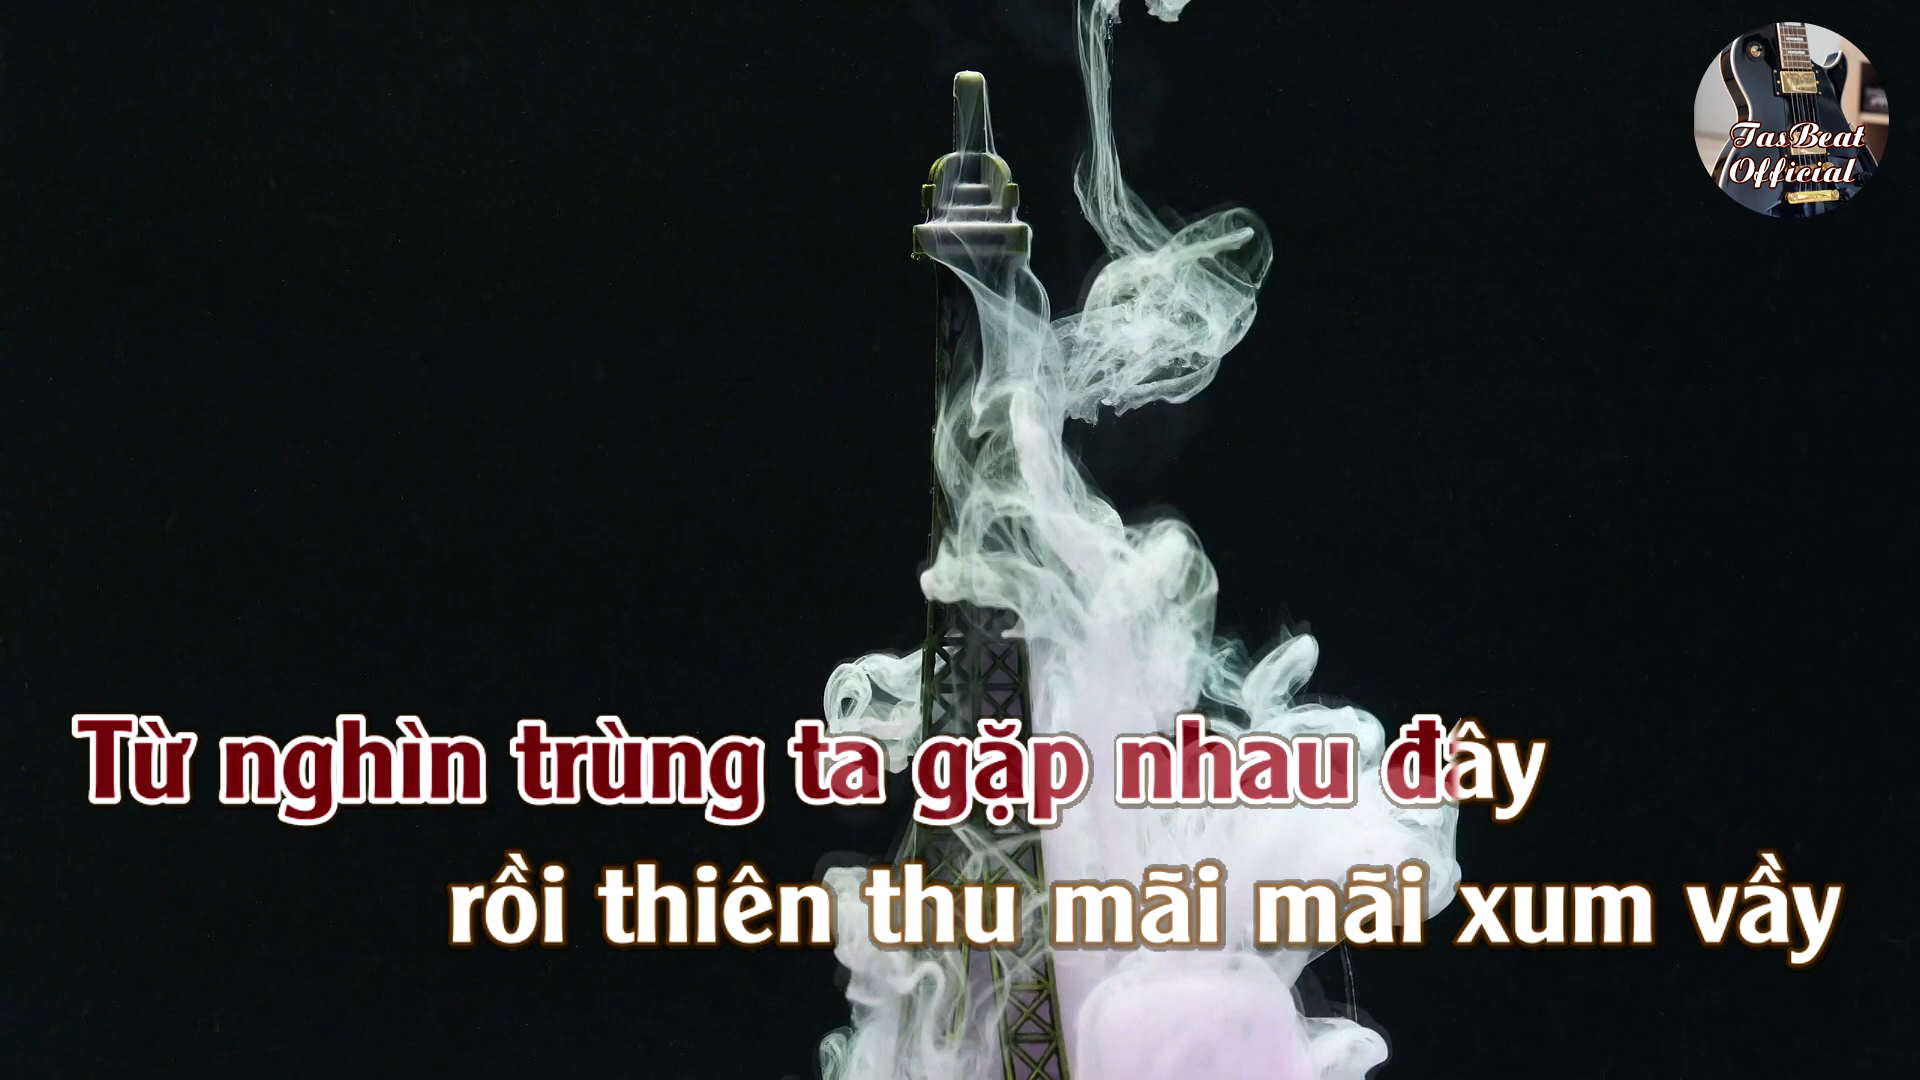 TasBeat
Official
Từ nghìn trùng ta gặp nhau đây
rồi thiên thu mãi mãi xum vầy